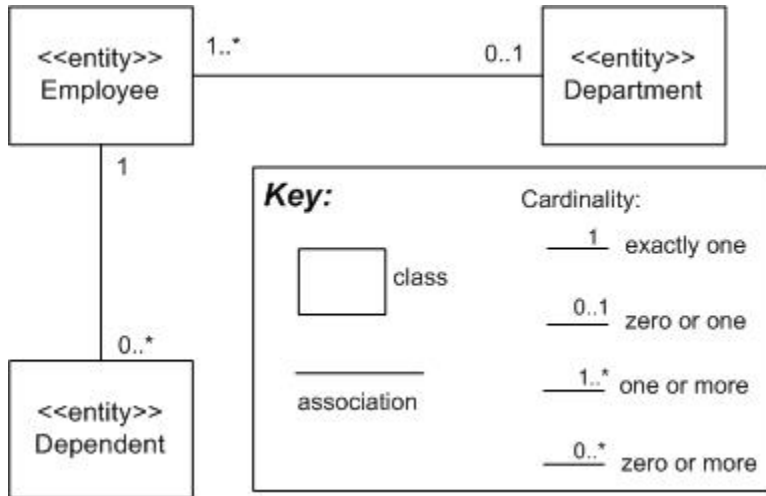 <<entity>>
Employee
1..*
0..1
<<entity>>
Department
1
0..*
<<entity>>
Dependent
Key:
class
association
Cardinality:
1 exactly one
0..1 zero or one
1..* one or more
0..* zero or more